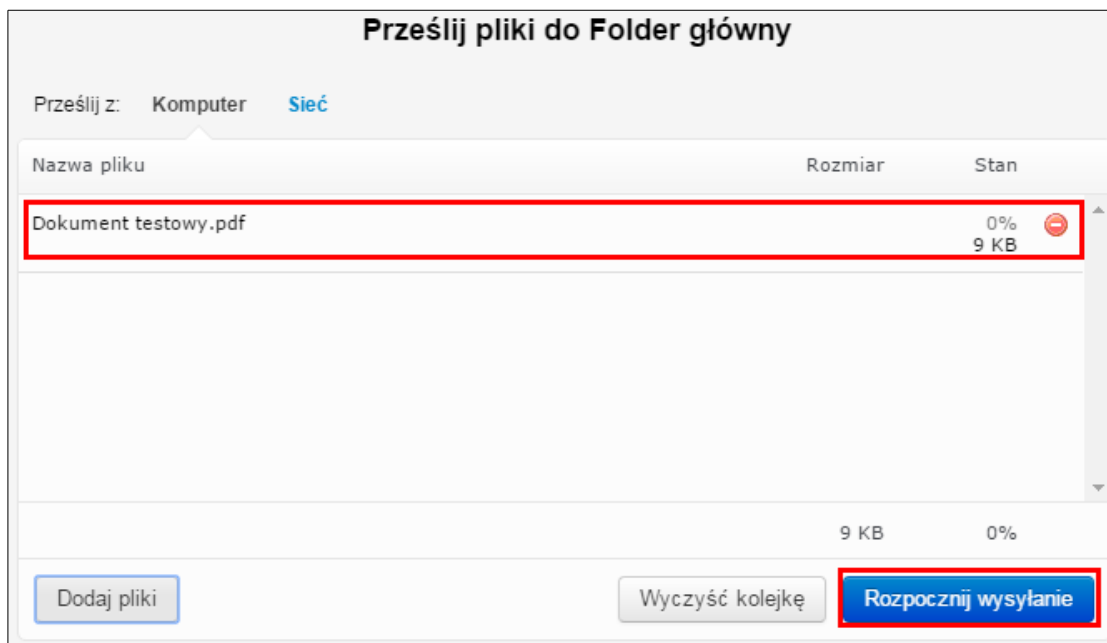 Prześlij pliki do Folder główny
Prześlij z: Komputer Sieć
Nazwa pliku Rozmiar Stan
Dokument testowy.pdf 0%
9 KB
9 KB 0%
Dodaj pliki Wyczyść kolejkę Rozpocznij wysyłanie